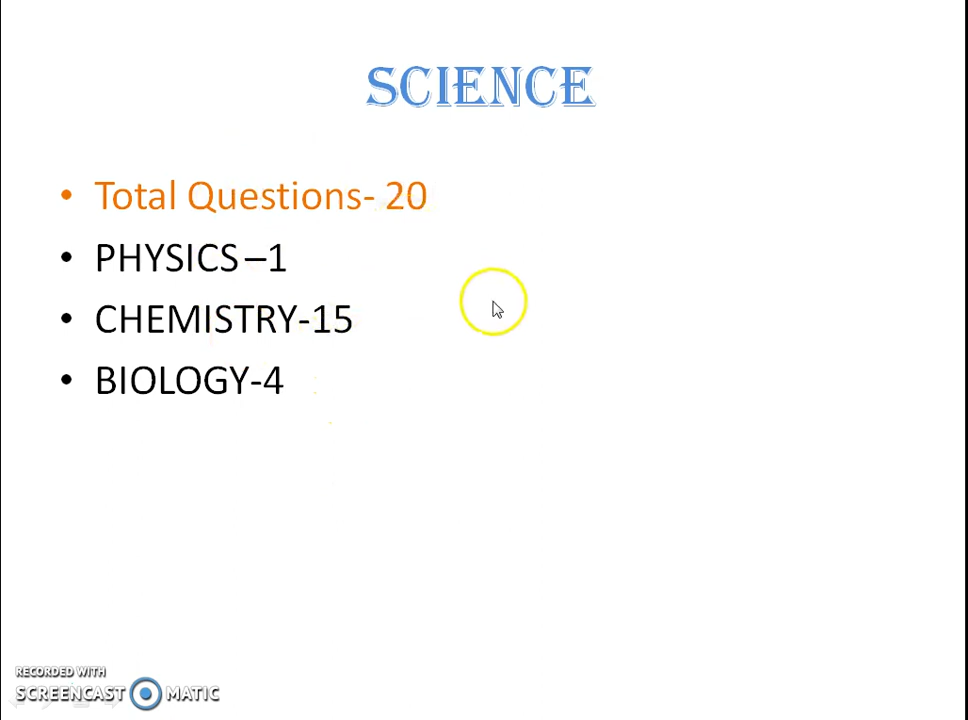 SCIENCE
• Total Questions- 20
• PHYSICS –1
• CHEMISTRY-15
• BIOLOGY-4
RECORDED WITH
SCREENCAST MATIC